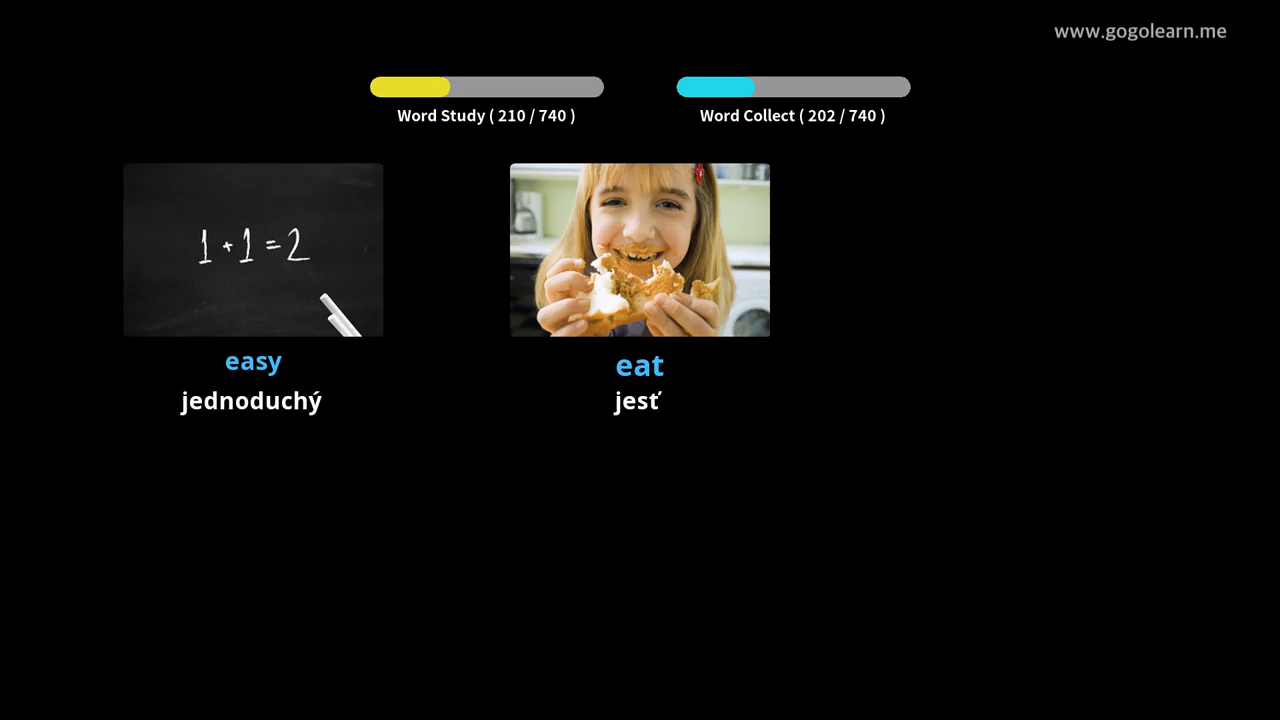 www.gogolearn.me
Word Study ( 210 / 740 )
Word Collect ( 202 / 740 )
1 + 1 = 2
easy
jednoduchý
eat
jesť